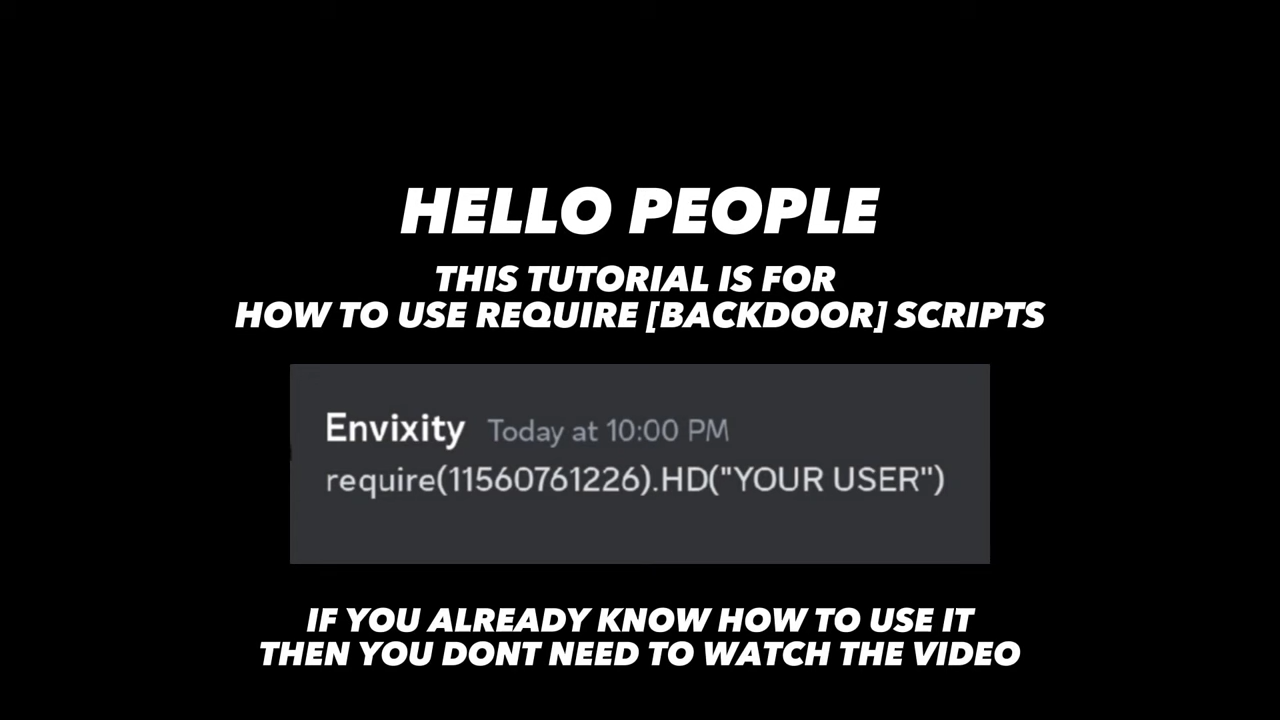 HELLO PEOPLE
THIS TUTORIAL IS FOR
HOW TO USE REQUIRE [BACKDOOR] SCRIPTS
Envixity Today at 10:00 PM
require(11560761226).HD("YOUR USER")
IF YOU ALREADY KNOW HOW TO USE IT
THEN YOU DONT NEED TO WATCH THE VIDEO